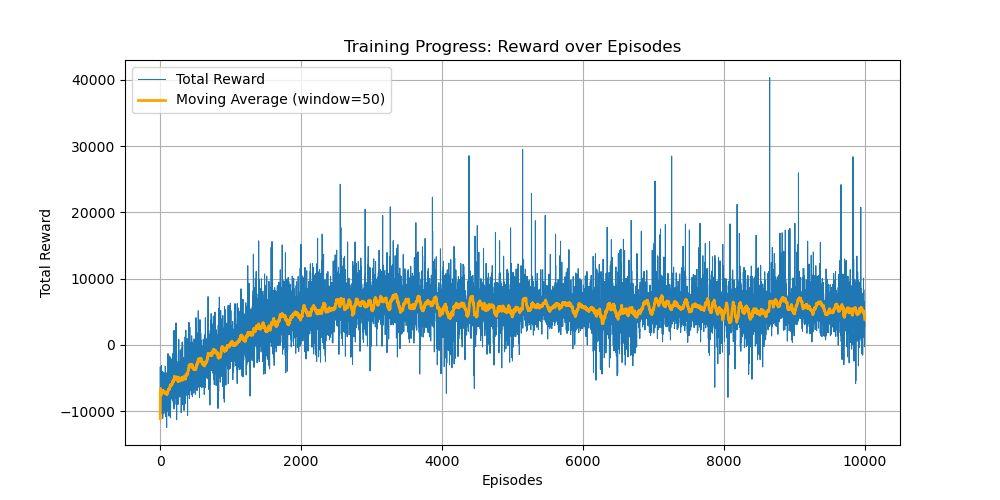 Training Progress: Reward over Episodes
Total Reward
Moving Average (window=50)
40000
30000
20000
10000
0
−10000
Total Reward
0
2000
4000
6000
8000
10000
Episodes